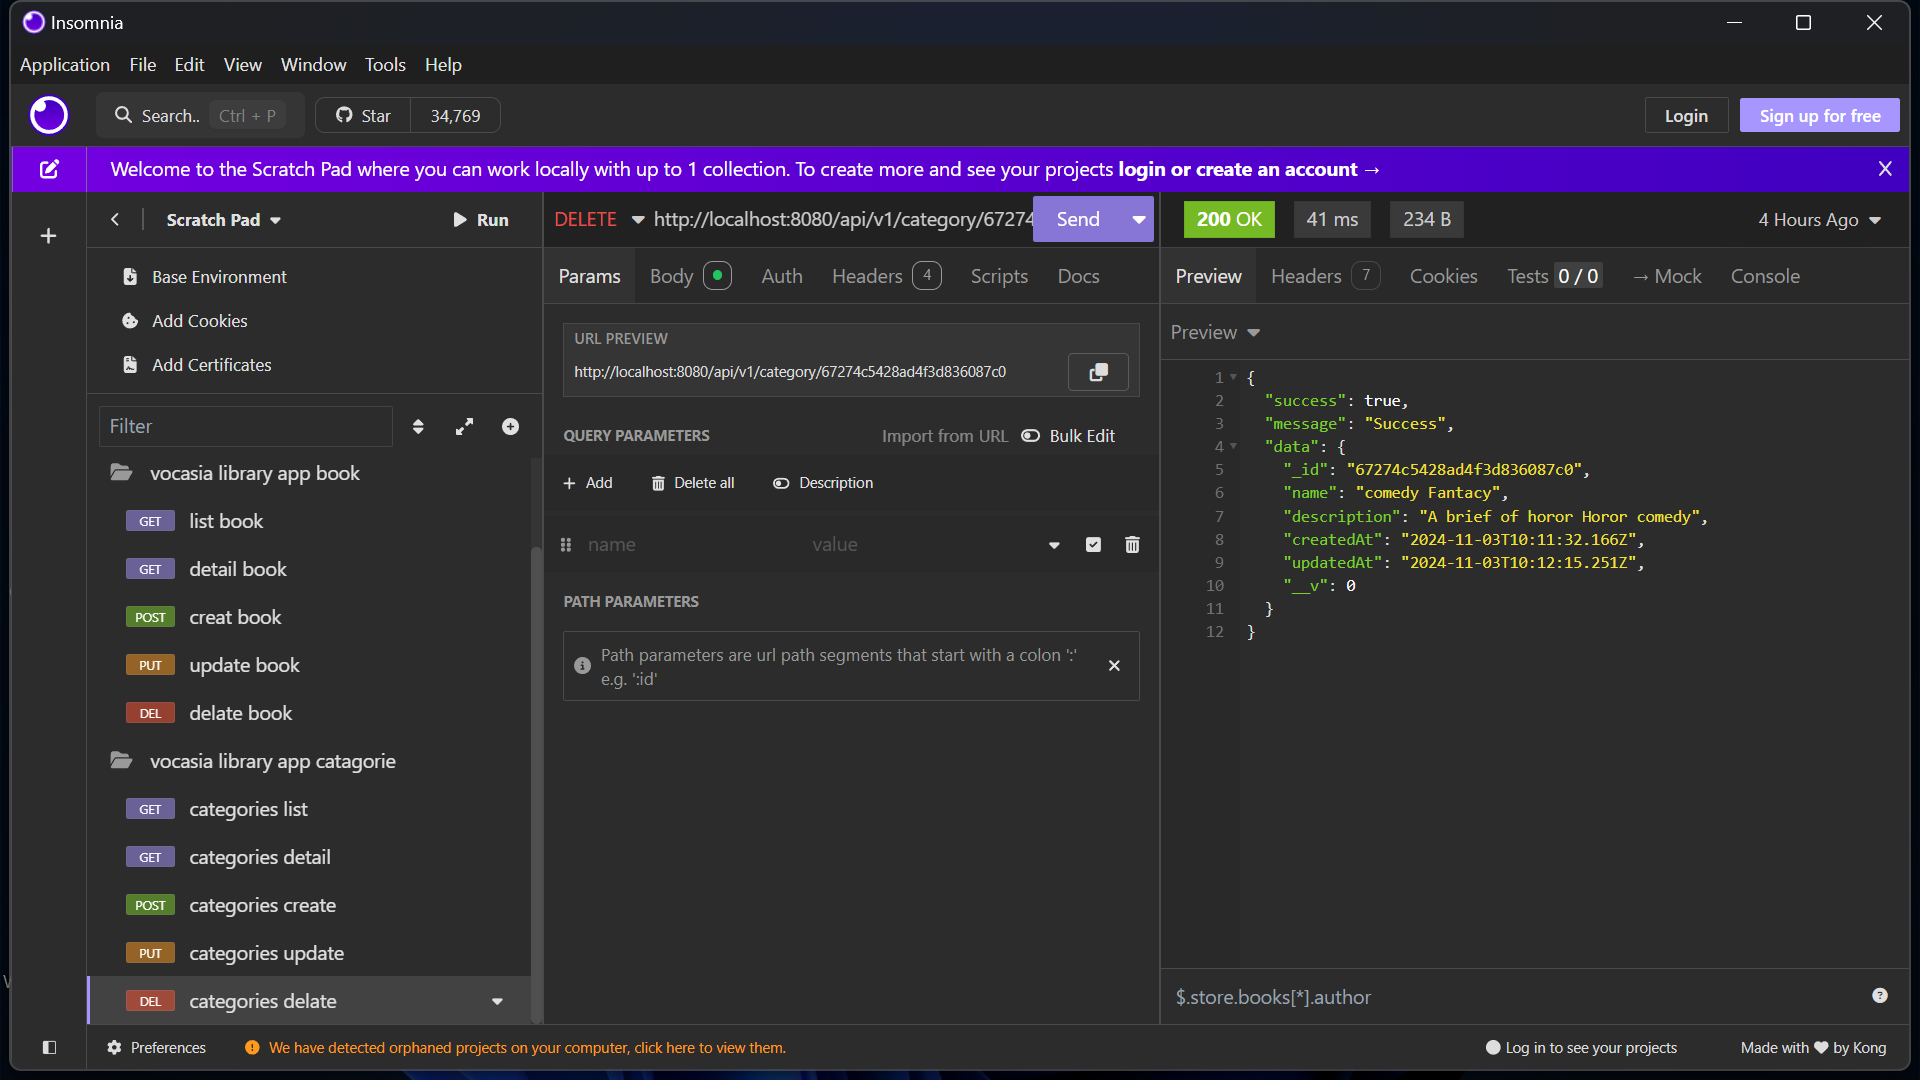 Insomnia
Application File Edit View Window Tools Help
Search.. Ctrl + P Star 34,769 Login Sign up for free
Welcome to the Scratch Pad where you can work locally with up to 1 collection. To create more and see your projects login or create an account →
Scratch Pad Run
DELETE http://localhost:8080/api/v1/category/67274 Send
200 OK 41 ms 234 B 4 Hours Ago
Base Environment
Add Cookies
Add Certificates
Filter
vocasia library app book
GET list book
GET detail book
POST creat book
PUT update book
DEL delate book
vocasia library app catagorie
GET categories list
GET categories detail
POST categories create
PUT categories update
DEL categories delate
Params Body Auth Headers 4 Scripts Docs
URL PREVIEW
http://localhost:8080/api/v1/category/67274c5428ad4f3d836087c0
QUERY PARAMETERS Import from URL Bulk Edit
+ Add Delete all Description
name value
PATH PARAMETERS
Path parameters are url path segments that start with a colon ':'
e.g. ':id'
Preview Headers 7 Cookies Tests 0 / 0 → Mock Console
Preview
1 {
2 "success": true,
3 "message": "Success",
4 "data": {
5 "_id": "67274c5428ad4f3d836087c0",
6 "name": "comedy Fantacy",
7 "description": "A brief of horor Horor comedy",
8 "createdAt": "2024-11-03T10:11:32.166Z",
9 "updatedAt": "2024-11-03T10:12:15.251Z",
10 "__v": 0
11 }
12 }
$.store.books[*].author
Preferences We have detected orphaned projects on your computer, click here to view them. Log in to see your projects Made with ❤ by Kong